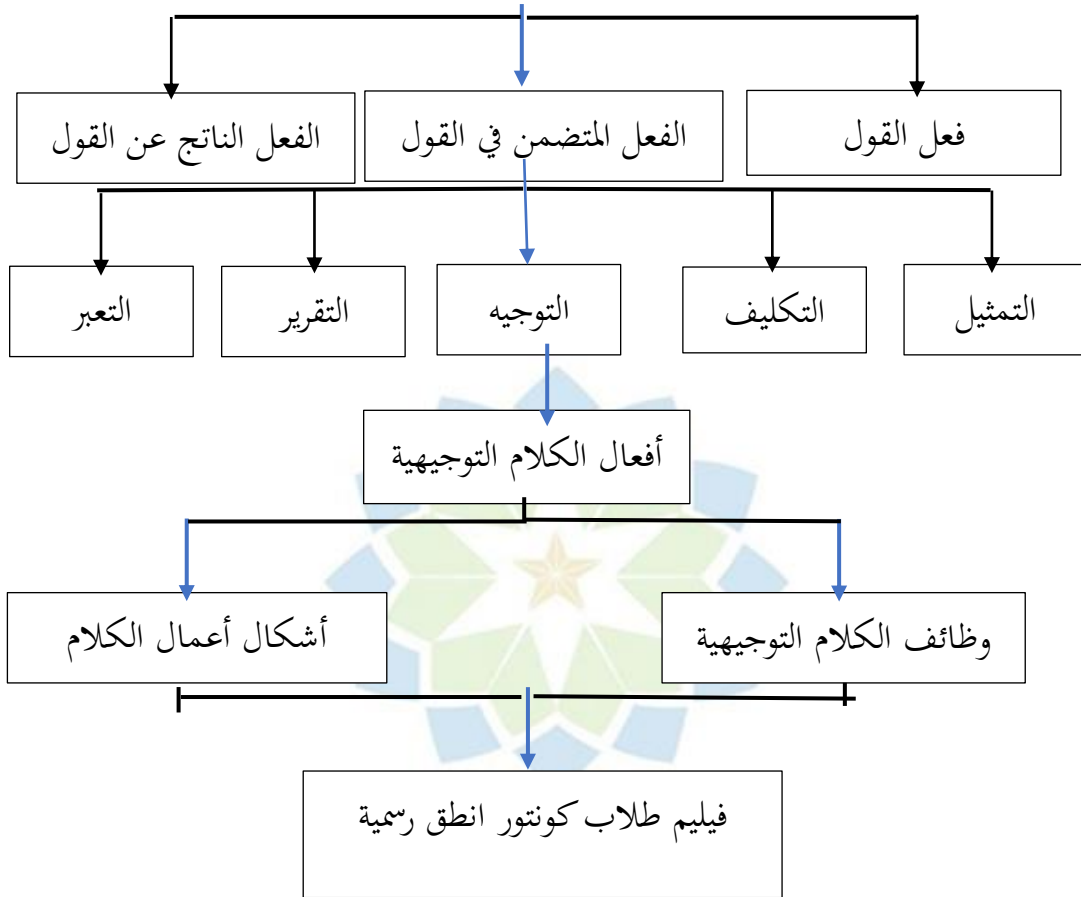 فعل القول
الفعل المتضمن في القول
الفعل الناتج عن القول
التمثيل
التكليف
التوجيه
التقرير
التعبر
أفعال الكلام التوجيهية
وظائف الكلام التوجيهية
أشكال أعمال الكلام
فيليم طلاب كونتور انطق رسمية